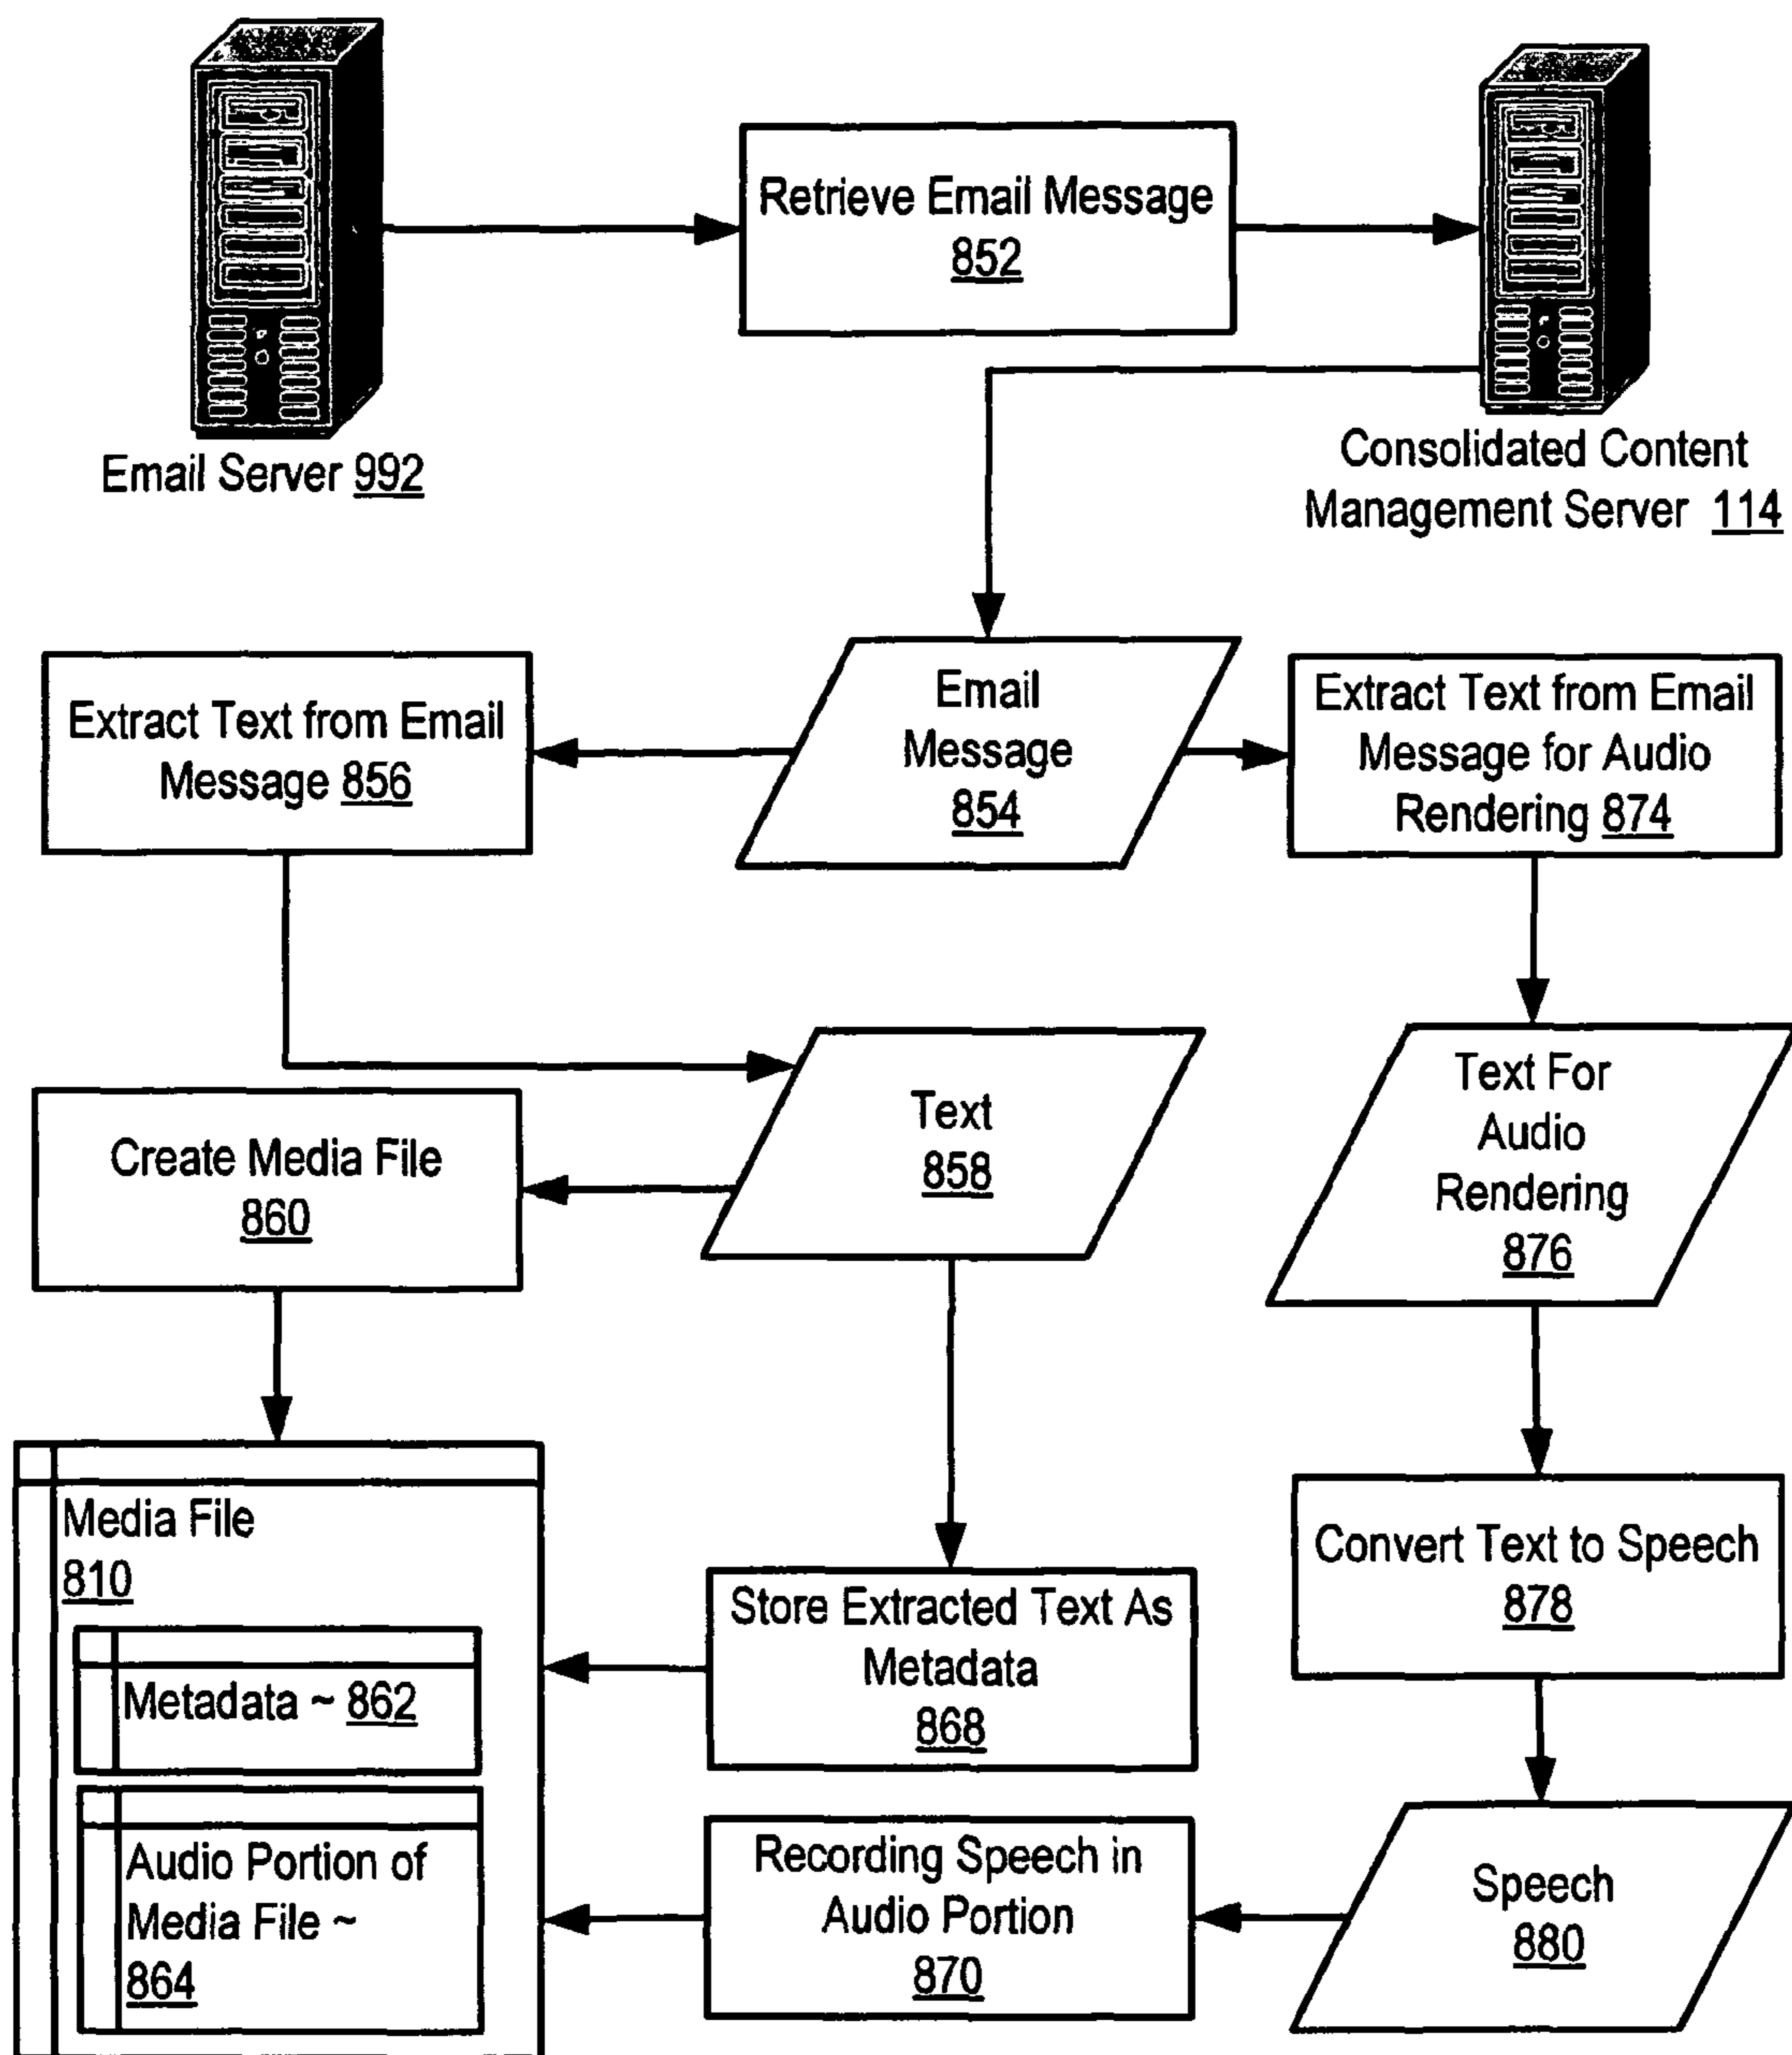 Retrieve Email Message
852
Email Server 992
Consolidated Content
Management Server 114
Extract Text from Email
Message 856
Email
Message
854
Extract Text from Email
Message for Audio
Rendering 874
Text
858
Text For
Audio
Rendering
876
Create Media File
860
Media File
810
Metadata ~ 862
Audio Portion of
Media File ~
864
Store Extracted Text As
Metadata
868
Convert Text to Speech
878
Recording Speech in
Audio Portion
870
Speech
880